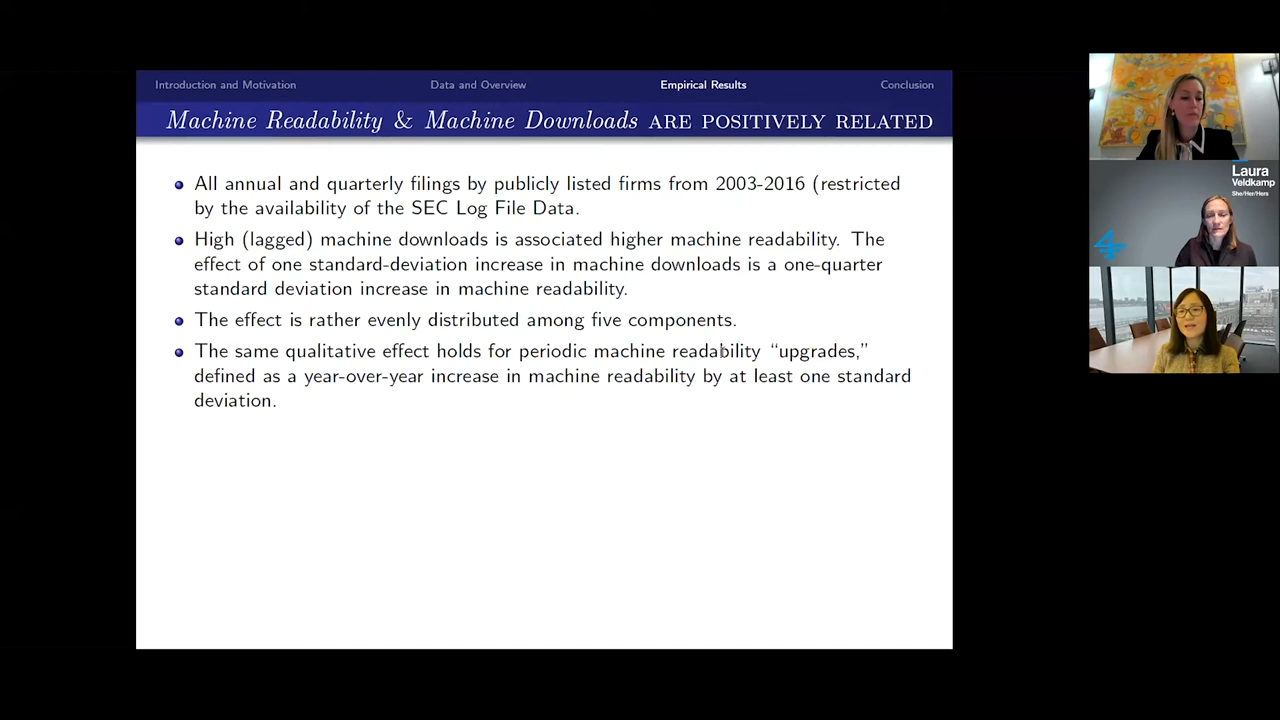 Introduction and Motivation
Data and Overview
Empirical Results
Conclusion
Machine Readability & Machine Downloads ARE POSITIVELY RELATED
All annual and quarterly filings by publicly listed firms from 2003-2016 (restricted
by the availability of the SEC Log File Data.
High (lagged) machine downloads is associated higher machine readability. The
effect of one standard-deviation increase in machine downloads is a one-quarter
standard deviation increase in machine readability.
The effect is rather evenly distributed among five components.
The same qualitative effect holds for periodic machine readability “upgrades,”
defined as a year-over-year increase in machine readability by at least one standard
deviation.
Laura
Veldkamp
She/Her/Hers